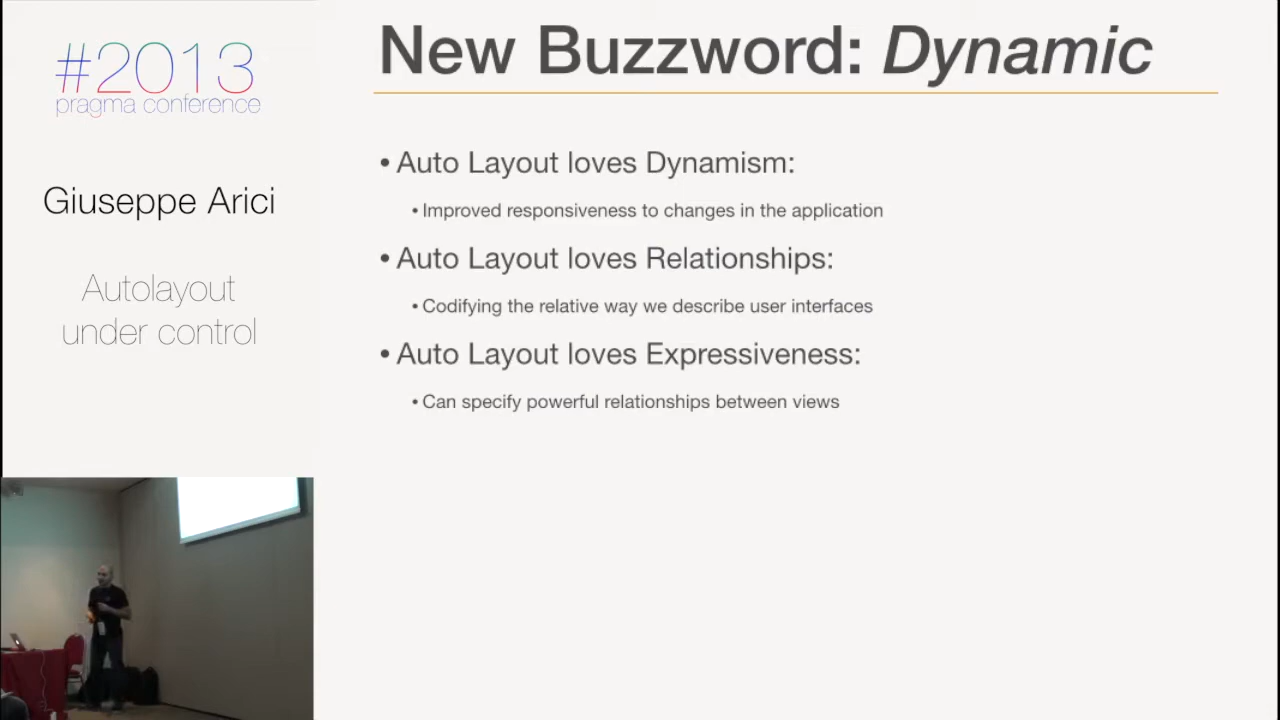 #2013
pragma conference
Giuseppe Arici
Autolayout
under control
New Buzzword: Dynamic
• Auto Layout loves Dynamism:
• Improved responsiveness to changes in the application
• Auto Layout loves Relationships:
• Codifying the relative way we describe user interfaces
• Auto Layout loves Expressiveness:
• Can specify powerful relationships between views